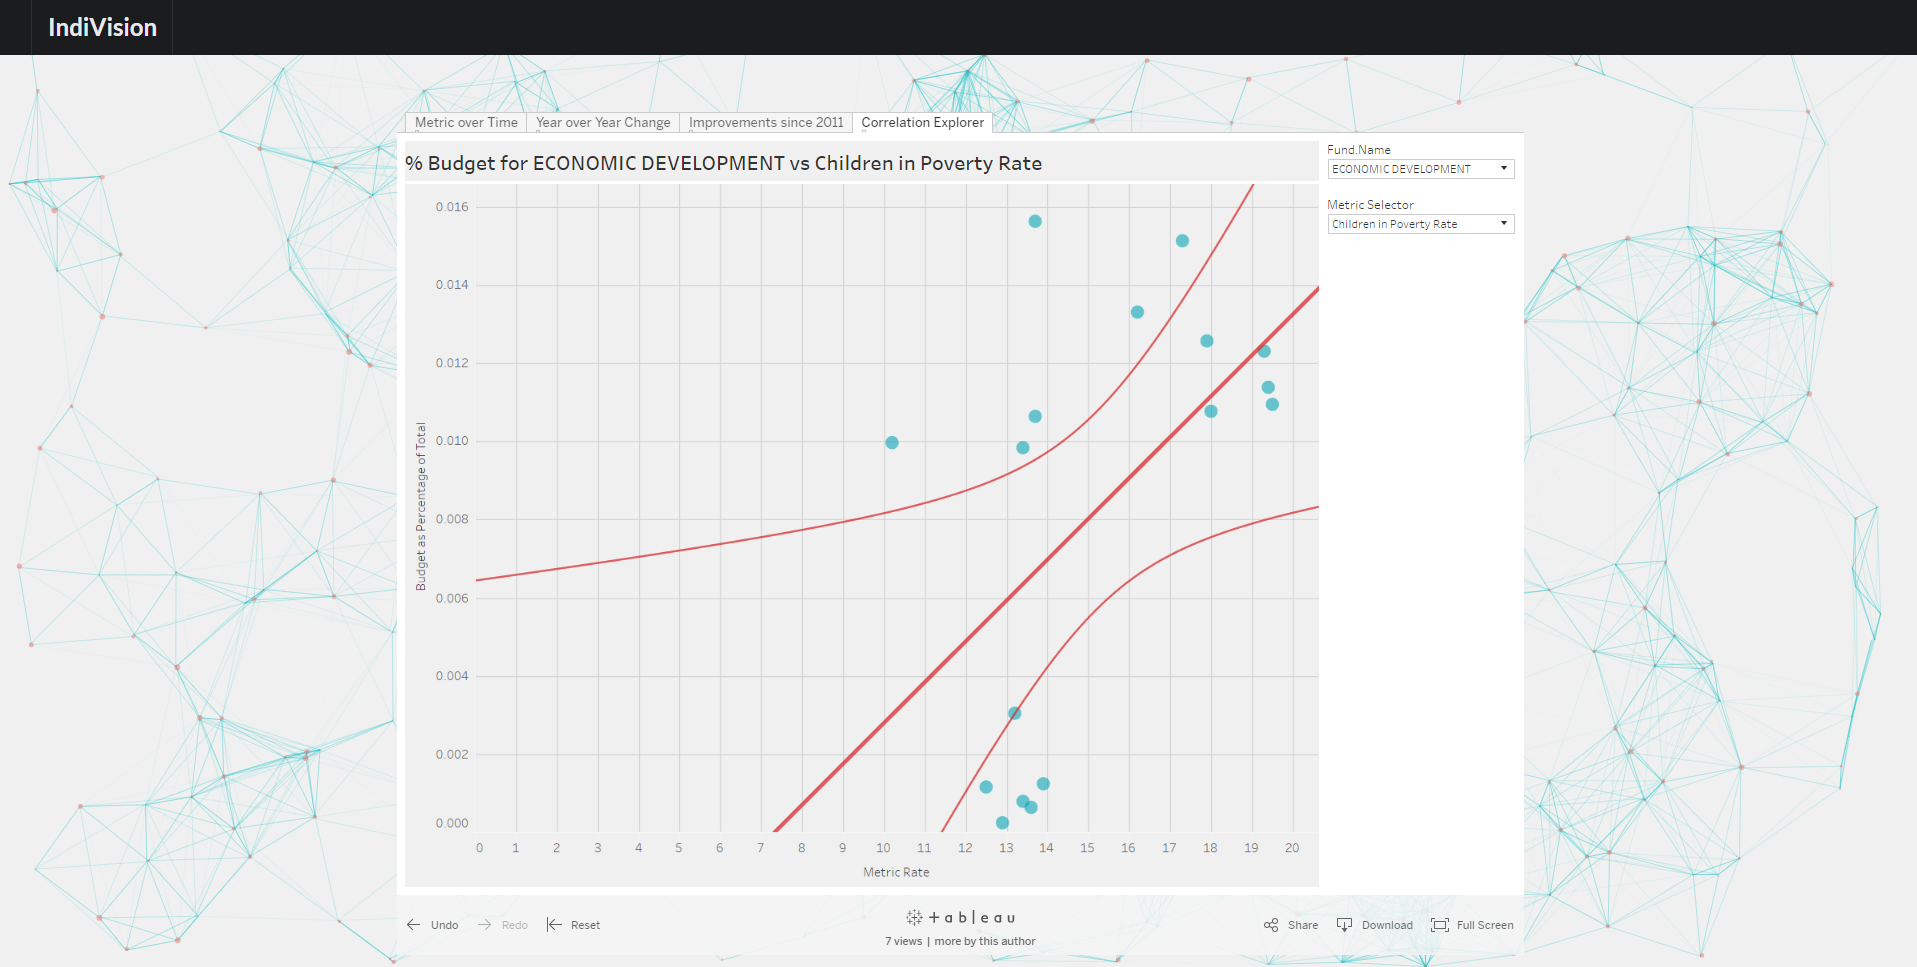 IndiVision
Metric over Time
Year over Year Change
Improvements since 2011
Correlation Explorer
% Budget for ECONOMIC DEVELOPMENT vs Children in Poverty Rate
Fund.Name
ECONOMIC DEVELOPMENT
Metric Selector
Children in Poverty Rate
Budget as Percentage of Total
0.016
0.014
0.012
0.010
0.008
0.006
0.004
0.002
0.000
0 1 2 3 4 5 6 7 8 9 10 11 12 13 14 15 16 17 18 19 20
Metric Rate
Undo
Redo
Reset
+ableau
7 views | more by this author
Share
Download
Full Screen